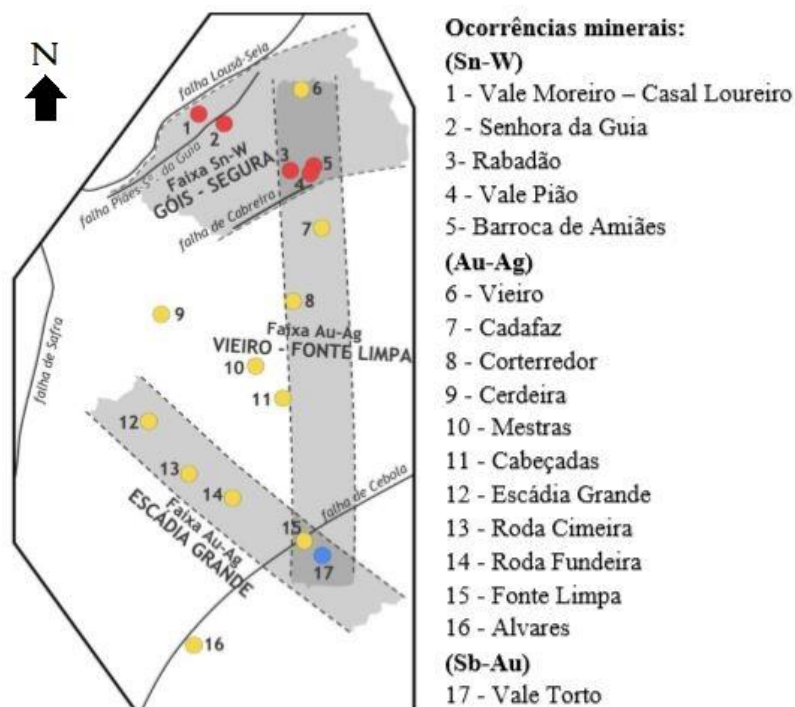 N
falha Lousã-Seia
6
1
2
falha Piães-Sª. da Guia
Faixa Sn-W
GÓIS - SEGURA
3
5
4
falha de Cabreira
7
8
9
falha de Safra
Faixa Au-Ag
VIEIRO - FONTE LIMPA
10
11
12
13
14
Faixa Au-Ag
ESCÁDIA GRANDE
falha de Cebola
15
17
16
Ocorrências minerais:
(Sn-W)
1 - Vale Moreiro – Casal Loureiro
2 - Senhora da Guia
3- Rabadão
4 - Vale Pião
5- Barroca de Amiães
(Au-Ag)
6 - Vieiro
7 - Cadafaz
8 - Corterredor
9 - Cerdeira
10 - Mestras
11 - Cabeçadas
12 - Escádia Grande
13 - Roda Cimeira
14 - Roda Fundeira
15 - Fonte Limpa
16 - Alvares
(Sb-Au)
17 - Vale Torto